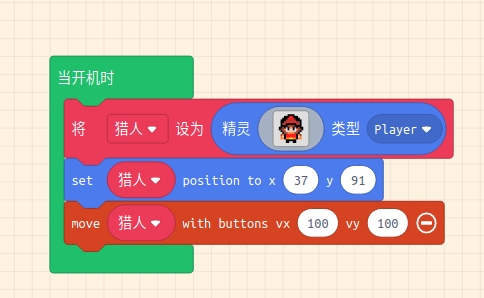 当开机时
将 猎人 设为 精灵 类型 Player
set 猎人 position to x 37 y 91
move 猎人 with buttons vx 100 vy 100